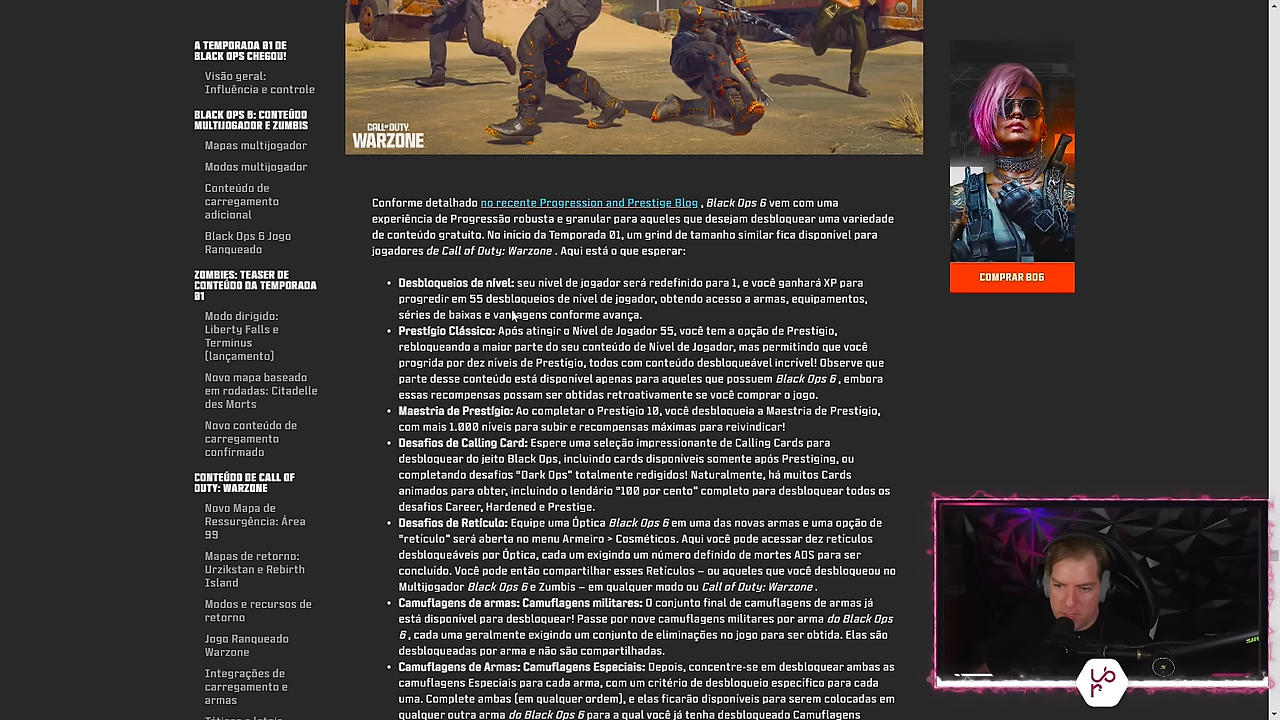 A TEMPORADA 01 DE
BLACK OPS CHEGOU!
Visão geral:
Influência e controle
BLACK OPS 6: CONTEÚDO
MULTIJOGADOR E ZUMBIS
Mapas multijogador
Modos multijogador
Conteúdo de
carregamento
adicional
Black Ops 6 Jogo
Ranqueado
ZOMBIES: TEASER DE
CONTEÚDO DA TEMPORADA
01
Modo dirigido:
Liberty Falls e
Terminus
(lançamento)
Novo mapa baseado
em rodadas: Citadelle
des Morts
Novo conteúdo de
carregamento
confirmado
CONTEÚDO DE CALL OF
DUTY: WARZONE
Novo Mapa de
Ressurgência: Área
99
Mapas de retorno:
Urzikstan e Rebirth
Island
Modos e recursos de
retorno
Jogo Ranqueado
Warzone
Integrações de
carregamento e
armas
CALL OF DUTY
WARZONE
Conforme detalhado no recente Progression and Prestige Blog , Black Ops 6 vem com uma
experiência de Progressão robusta e granular para aqueles que desejam desbloquear uma variedade
de conteúdo gratuito. No início da Temporada 01, um grind de tamanho similar fica disponível para
jogadores de Call of Duty: Warzone . Aqui está o que esperar:
• Desbloqueios de nível: seu nível de jogador será redefinido para 1, e você ganhará XP para
progredir em 55 desbloqueios de nível de jogador, obtendo acesso a armas, equipamentos,
séries de baixas e vantagens conforme avança.
• Prestígio Clássico: Após atingir o Nível de Jogador 55, você tem a opção de Prestígio,
rebloqueando a maior parte do seu conteúdo de Nível de Jogador, mas permitindo que você
progrida por dez níveis de Prestígio, todos com conteúdo desbloqueável incrível! Observe que
parte desse conteúdo está disponível apenas para aqueles que possuem Black Ops 6 , embora
essas recompensas possam ser obtidas retroativamente se você comprar o jogo.
• Maestria de Prestígio: Ao completar o Prestígio 10, você desbloqueia a Maestria de Prestígio,
com mais 1.000 níveis para subir e recompensas máximas para reivindicar!
• Desafios de Calling Card: Espere uma seleção impressionante de Calling Cards para
desbloquear do jeito Black Ops, incluindo cards disponíveis somente após Prestiging, ou
completando desafios "Dark Ops" totalmente redigidos! Naturalmente, há muitos Cards
animados para obter, incluindo o lendário "100 por cento" completo para desbloquear todos os
desafios Career, Hardened e Prestige.
• Desafios de Retículo: Equipe uma Óptica Black Ops 6 em uma das novas armas e uma opção de
"retículo" será aberta no menu Armeiro > Cosméticos. Aqui você pode acessar dez retículos
desbloqueáveis por Óptica, cada um exigindo um número definido de mortes ADS para ser
concluído. Você pode então compartilhar esses Retículos – ou aqueles que você desbloqueou no
Multijogador Black Ops 6 e Zumbis – em qualquer modo ou Call of Duty: Warzone .
• Camuflagens de armas: Camuflagens militares: O conjunto final de camuflagens de armas já
está disponível para desbloquear! Passe por nove camuflagens militares por arma do Black Ops
6 , cada uma geralmente exigindo um conjunto de eliminações no jogo para ser obtida. Elas são
desbloqueadas por arma e não são compartilhadas.
• Camuflagens de Armas: Camuflagens Especiais: Depois, concentre-se em desbloquear ambas as
camuflagens Especiais para cada arma, com um critério de desbloqueio específico para cada
uma. Complete ambas (em qualquer ordem), e elas ficarão disponíveis para serem colocadas em
qualquer outra arma do Black Ops 6 para a qual você já tenha desbloqueado Camuflagens
COMPRAR BO6